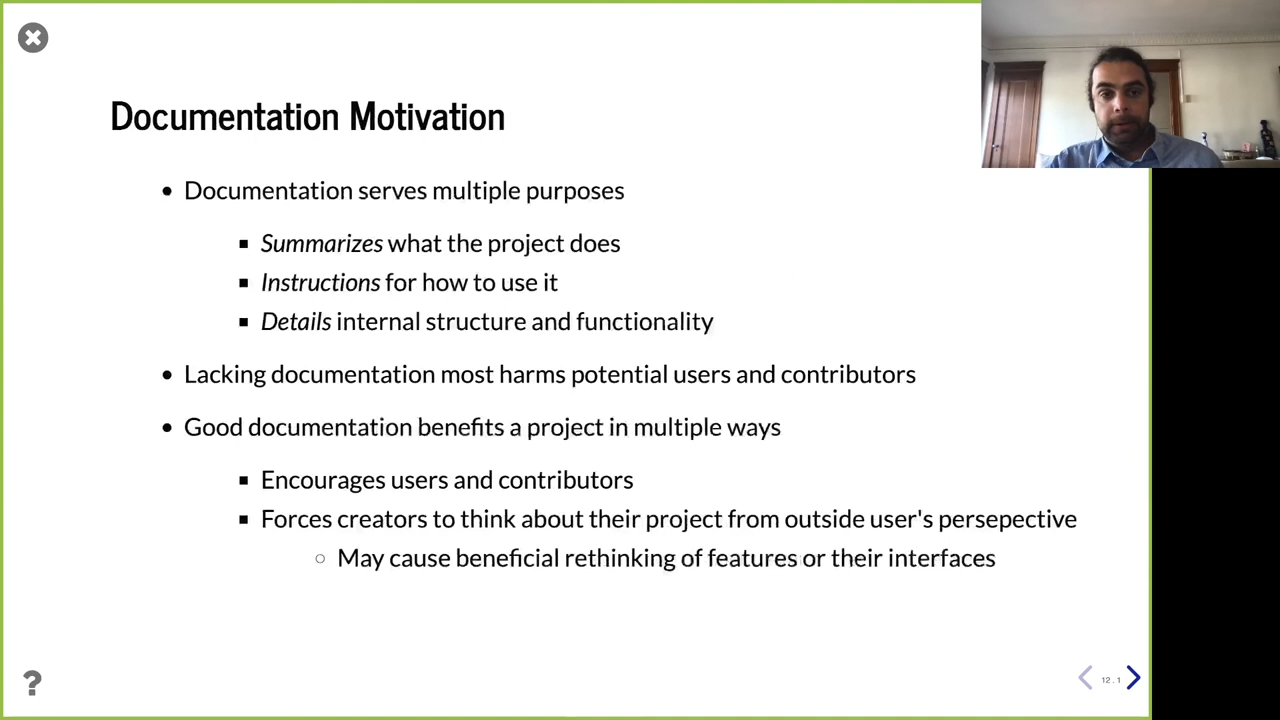 Documentation Motivation
Documentation serves multiple purposes
Summarizes what the project does
Instructions for how to use it
Details internal structure and functionality
Lacking documentation most harms potential users and contributors
Good documentation benefits a project in multiple ways
Encourages users and contributors
Forces creators to think about their project from outside user's persepective
May cause beneficial rethinking of features or their interfaces
?
12.1